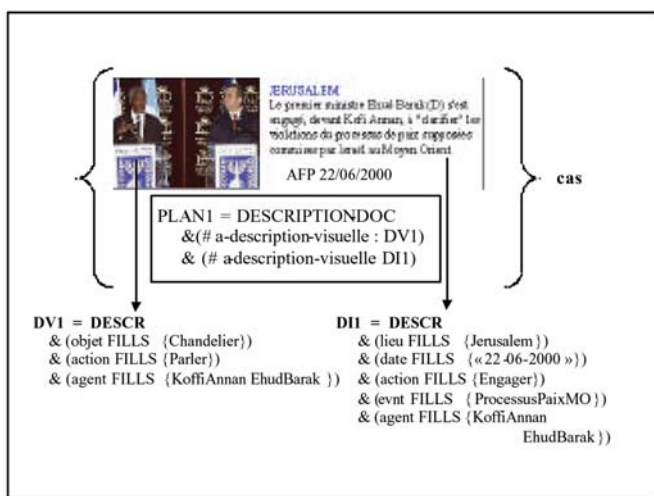 JERUSALEM
Le premier ministre Ehud Barak(D) s'est
engagé, devant Kofi Annan, à "clarifier" les
violations du processus de paix supposées
commises par Israël au Moyen Orient.
AFP 22/06/2000
cas
PLAN1 = DESCRIPTION-DOC
&(# a-description-visuelle : DV1)
& (# a-description-visuelle DI1)
DV1 = DESCR
& (objet FILLS {Chandelier})
& (action FILLS {Parler})
& (agent FILLS {KoffiAnnan EhudBarak })
DI1 = DESCR
& (lieu FILLS {Jerusalem})
& (date FILLS {«22-06-2000 »})
& (action FILLS {Engager})
& (evnt FILLS { ProcessusPaixMO})
& (agent FILLS {KoffiAnnan
EhudBarak })